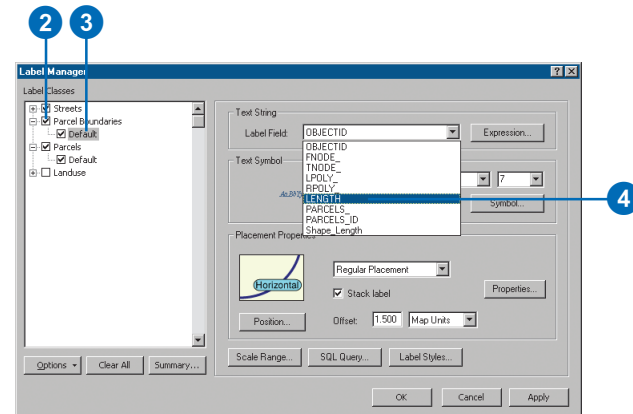 2 3
Label Manager
Label Classes
Streets
Parcel Boundaries
Default
Parcels
Default
Landuse
Options
Clear All
Summary...
Text String
Label Field:
OBJECTID
Expression...
OBJECTID
FNODE_
TNODE_
LPOLY_
RPOLY_
LENGTH
PARCELS_
PARCELS_ID
Shape_Length
4
Text Symbol
7
Symbol...
Placement Properties
Horizontal
Regular Placement
Stack label
Properties...
Position...
Offset: 1.500 Map Units
Scale Range...
SQL Query...
Label Styles...
OK
Cancel
Apply